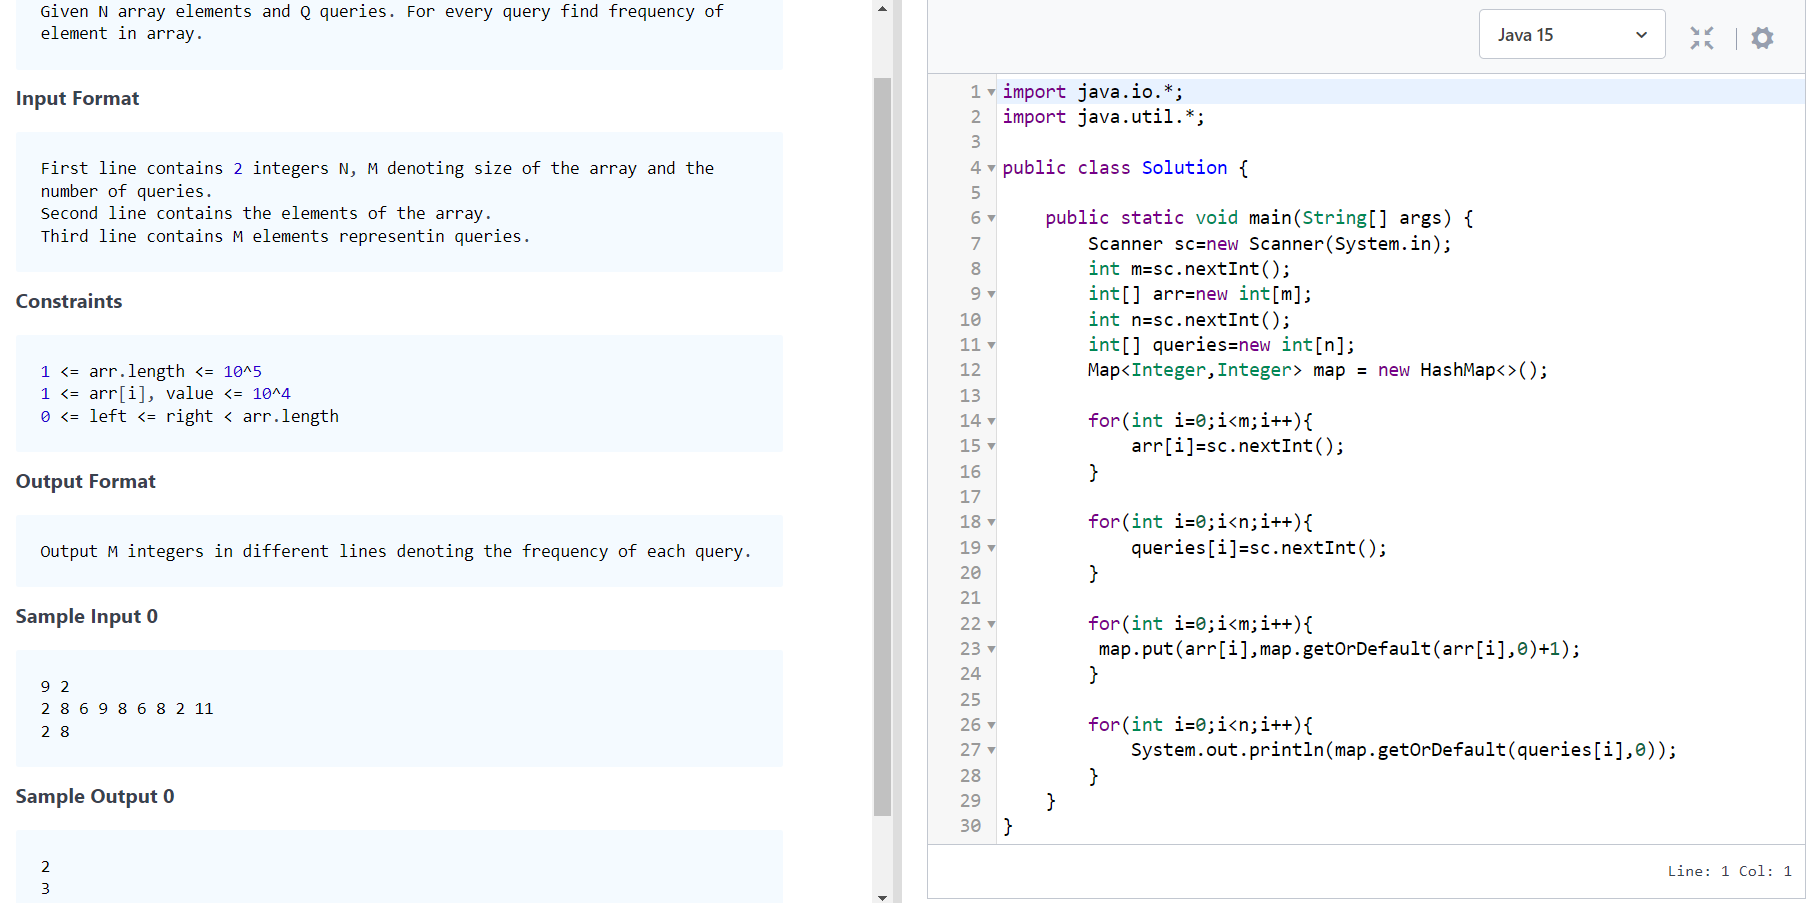 Given N array elements and Q queries. For every query find frequency of
element in array.
Input Format
First line contains 2 integers N, M denoting size of the array and the
number of queries.
Second line contains the elements of the array.
Third line contains M elements representin queries.
Constraints
1 <= arr.length <= 10^5
1 <= arr[i], value <= 10^4
0 <= left <= right < arr.length
Output Format
Output M integers in different lines denoting the frequency of each query.
Sample Input 0
9 2
2 8 6 9 8 6 8 2 11
2 8
Sample Output 0
2
3
Java 15
1 import java.io.*;
2 import java.util.*;
3
4 public class Solution {
5
6     public static void main(String[] args) {
7         Scanner sc=new Scanner(System.in);
8         int m=sc.nextInt();
9         int[] arr=new int[m];
10         int n=sc.nextInt();
11         int[] queries=new int[n];
12         Map<Integer,Integer> map = new HashMap<>();
13
14         for(int i=0;i<m;i++){
15             arr[i]=sc.nextInt();
16         }
17
18         for(int i=0;i<n;i++){
19             queries[i]=sc.nextInt();
20         }
21
22         for(int i=0;i<m;i++){
23          map.put(arr[i],map.getOrDefault(arr[i],0)+1);
24         }
25
26         for(int i=0;i<n;i++){
27             System.out.println(map.getOrDefault(queries[i],0));
28         }
29     }
30 }
Line: 1 Col: 1